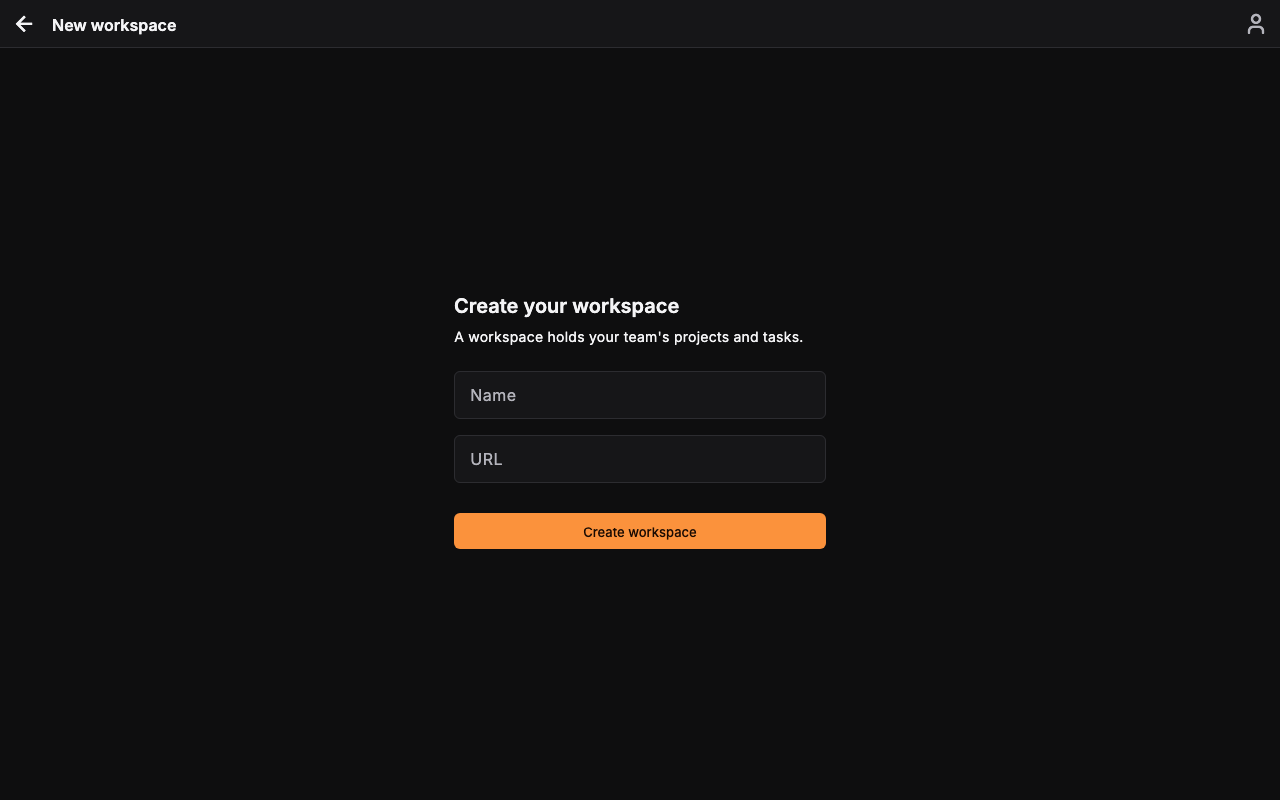 New workspace
Create your workspace
A workspace holds your team's projects and tasks.
Name
URL
Create workspace